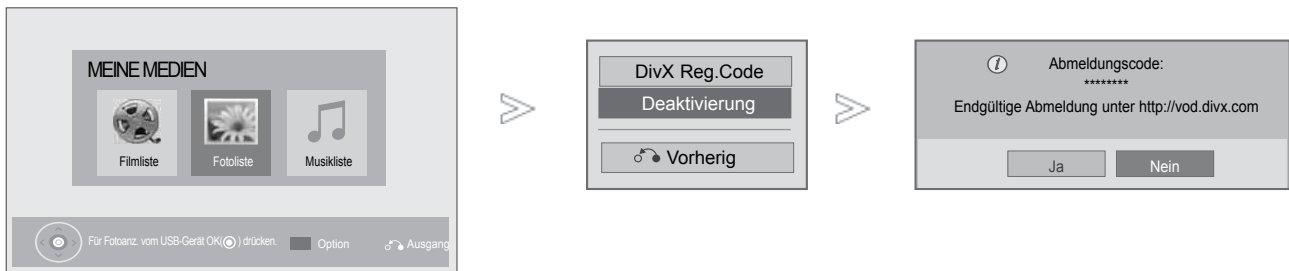 MEINE MEDIEN
Filmliste
Fotoliste
Musikliste
Für Fotoanz. vom USB-Gerät OK(◉) drücken. Option Ausgang
DivX Reg.Code
Deaktivierung
Vorherig
Abmeldungscode:
********
Endgültige Abmeldung unter http://vod.divx.com
Ja Nein